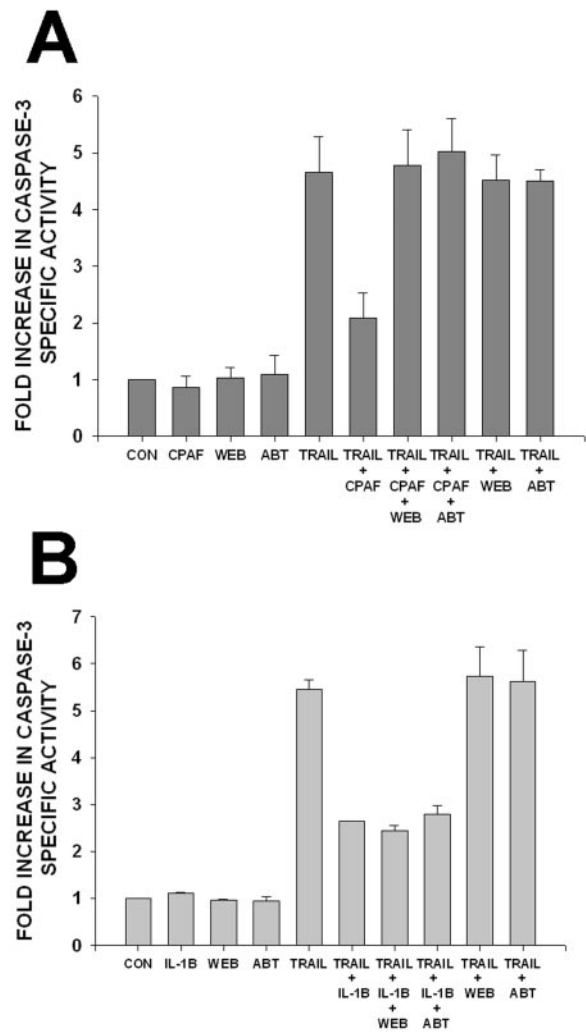 A
FOLD INCREASE IN CASPASE-3
SPECIFIC ACTIVITY
6
5
4
3
2
1
0
CON CPAF WEB ABT TRAIL TRAIL TRAIL TRAIL TRAIL TRAIL
+ + + + +
CPAF CPAF CPAF WEB ABT
+ +
WEB ABT
B
FOLD INCREASE IN CASPASE-3
SPECIFIC ACTIVITY
7
6
5
4
3
2
1
0
CON IL-1B WEB ABT TRAIL TRAIL TRAIL TRAIL TRAIL TRAIL
+ + + + +
IL-1B IL-1B IL-1B WEB ABT
+ +
WEB ABT